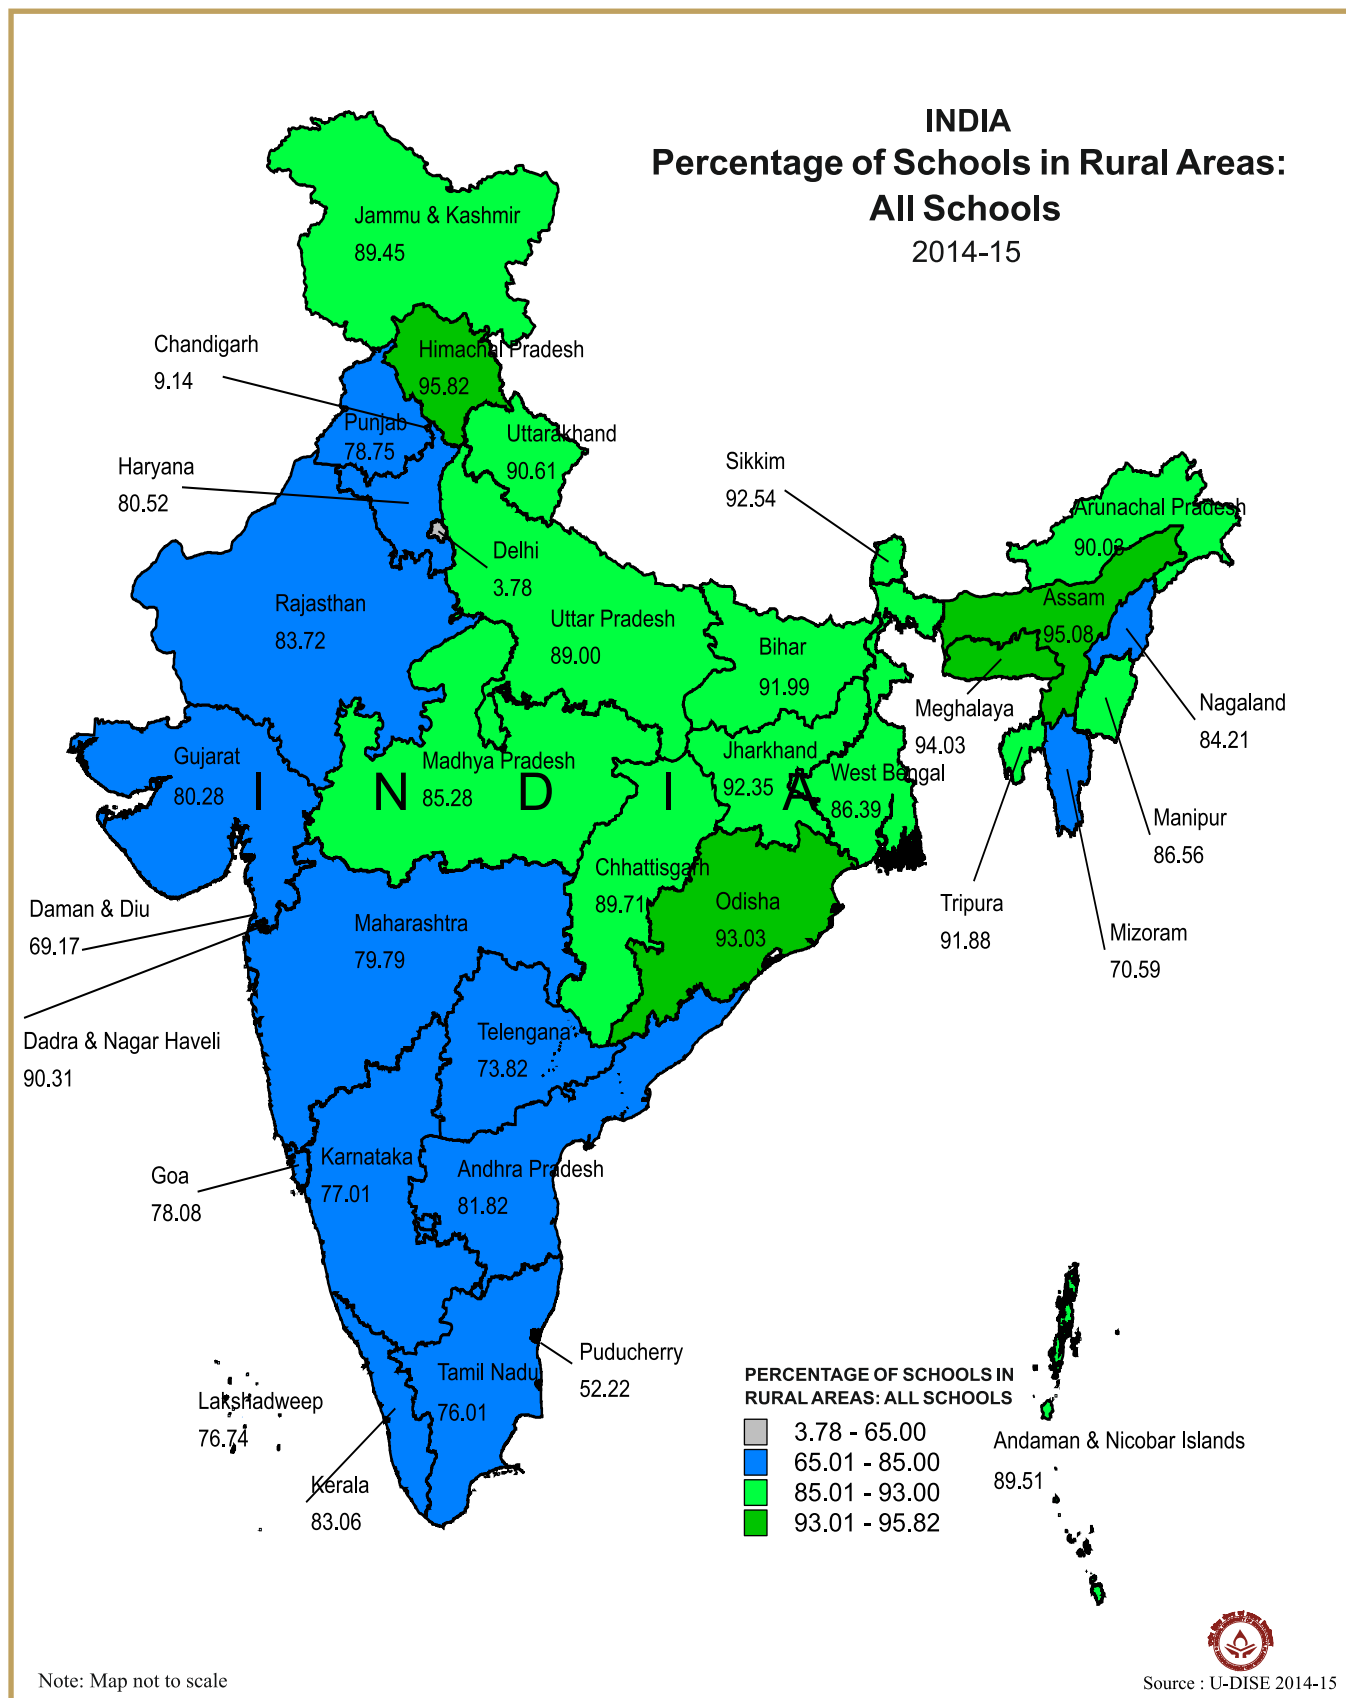 INDIA
Percentage of Schools in Rural Areas:
All Schools
2014-15
Jammu & Kashmir
89.45
Chandigarh
9.14
Himachal Pradesh
95.82
Punjab
78.75
Uttarakhand
90.61
Haryana
80.52
Sikkim
92.54
Arunachal Pradesh
90.03
Delhi
3.78
Rajasthan
83.72
Uttar Pradesh
89.00
Bihar
91.99
Assam
95.08
Meghalaya
94.03
Nagaland
84.21
Gujarat
80.28
Madhya Pradesh
85.28
Jharkhand
92.35
West Bengal
86.39
I N D I A
Manipur
86.56
Chhattisgarh
89.71
Odisha
93.03
Tripura
91.88
Mizoram
70.59
Daman & Diu
69.17
Maharashtra
79.79
Dadra & Nagar Haveli
90.31
Telengana
73.82
Goa
78.08
Karnataka
77.01
Andhra Pradesh
81.82
Puducherry
52.22
Tamil Nadu
76.01
Lakshadweep
76.74
Kerala
83.06
PERCENTAGE OF SCHOOLS IN
RURAL AREAS: ALL SCHOOLS
3.78 - 65.00
65.01 - 85.00
85.01 - 93.00
93.01 - 95.82
Andaman & Nicobar Islands
89.51
Note: Map not to scale
Source : U-DISE 2014-15